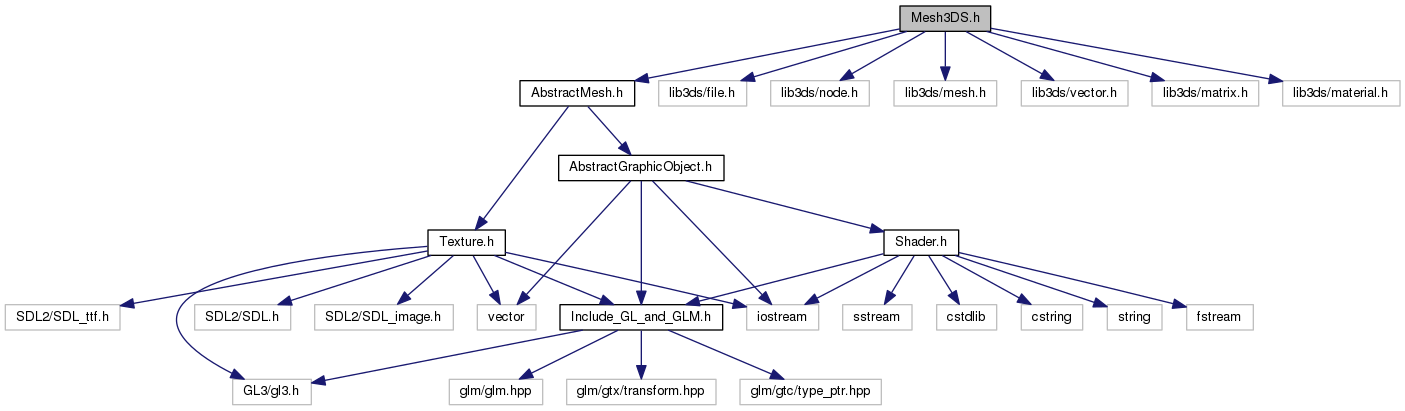 Mesh3DS.h
AbstractMesh.h
lib3ds/file.h
lib3ds/node.h
lib3ds/mesh.h
lib3ds/vector.h
lib3ds/matrix.h
lib3ds/material.h
AbstractGraphicObject.h
Texture.h
Shader.h
SDL2/SDL_ttf.h
SDL2/SDL.h
SDL2/SDL_image.h
vector
Include_GL_and_GLM.h
iostream
sstream
cstdlib
cstring
string
fstream
GL3/gl3.h
glm/glm.hpp
glm/gtx/transform.hpp
glm/gtc/type_ptr.hpp